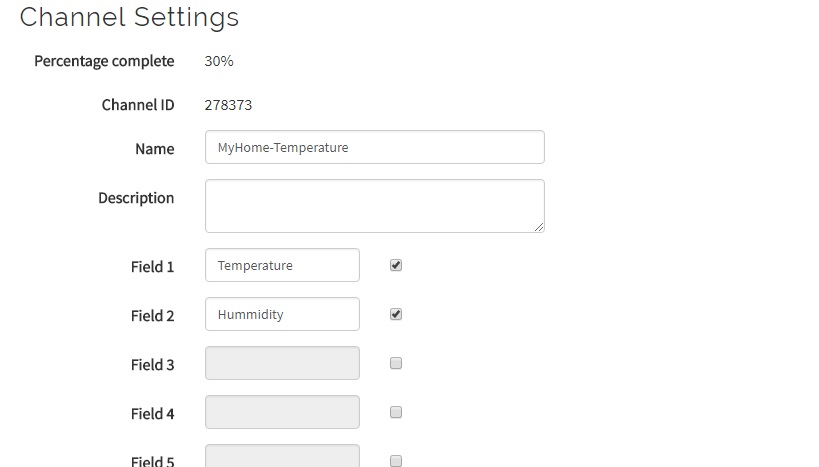 Channel Settings
Percentage complete 30%
Channel ID 278373
Name MyHome-Temperature
Description
Field 1 Temperature
Field 2 Hummidity
Field 3
Field 4
Field 5